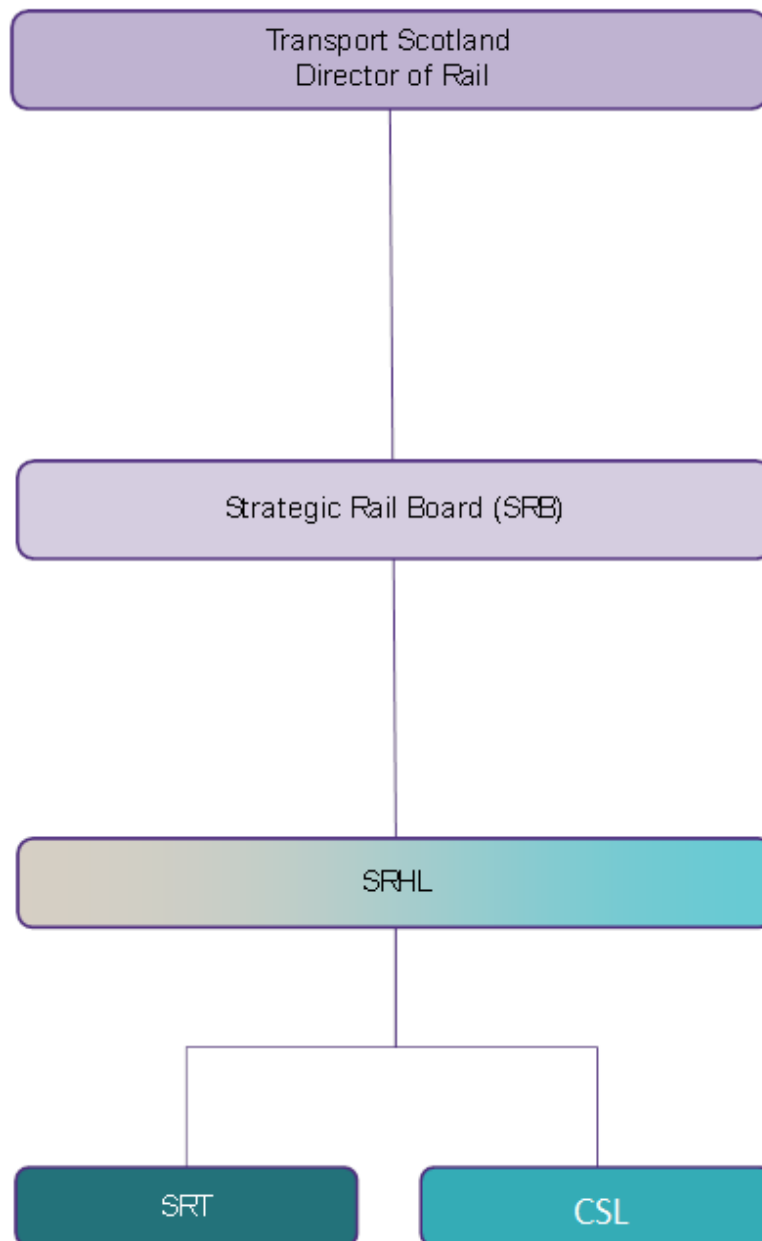 Transport Scotland
Director of Rail
Strategic Rail Board (SRB)
SRHL
SRT
CSL